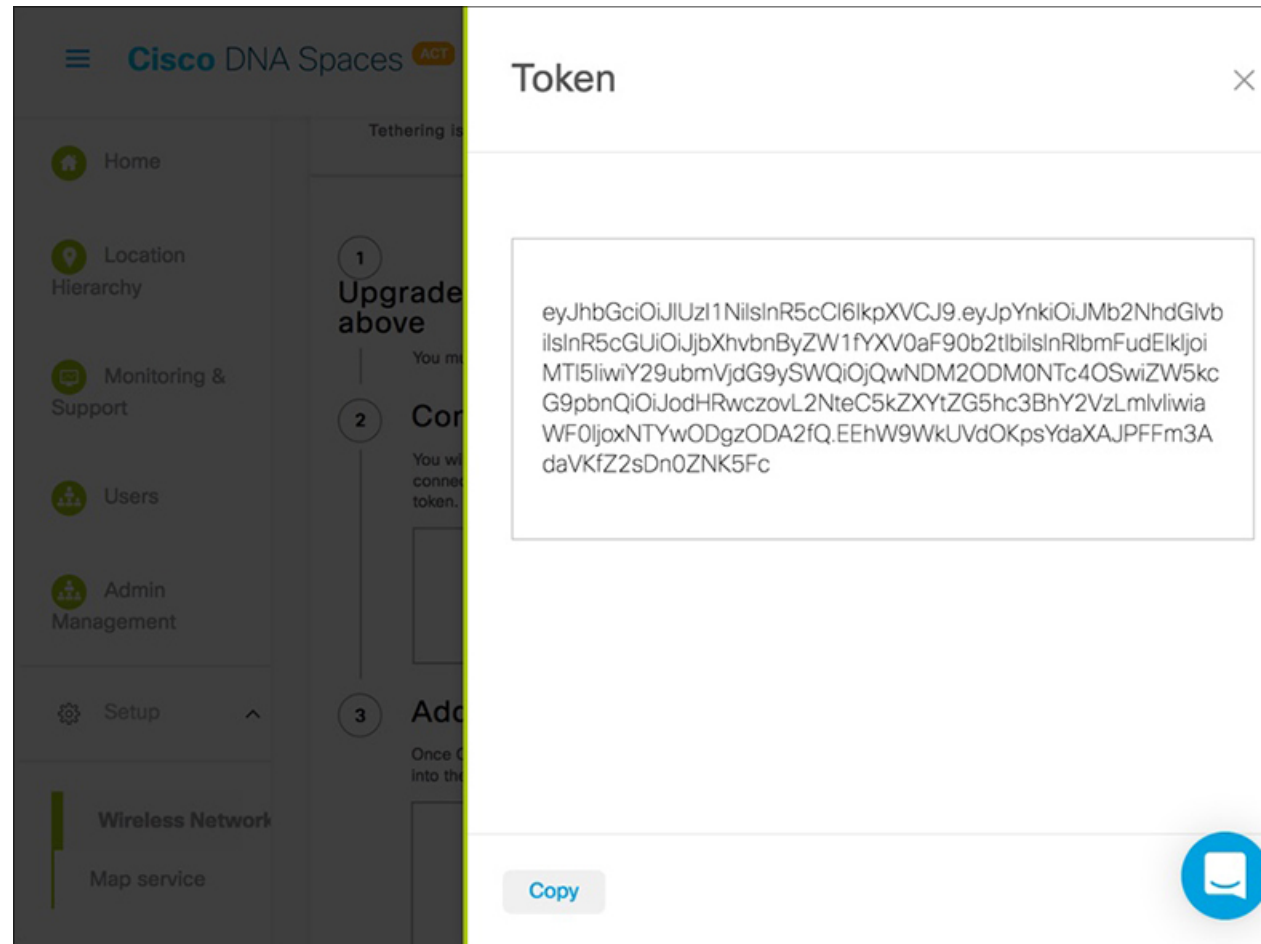 Cisco DNA Spaces ACT
Home
Location
Hierarchy
Monitoring &
Support
Users
Admin
Management
Setup
Wireless Network
Map service
Tethering is
1
Upgrade
above
You mu
2
Con
You wi
connec
token.
3
Add
Once C
into the
Token
eyJhbGciOiJIUzI1NiIsInR5cCI6IkpXVCJ9.eyJpYnkiOiJMb2NhdGlvb
iIsInR5cGUiOiJjbXhvbnByZW1fYXV0aF90b2tlbiIsInRlbmFudElkIjoi
MTI5IiwiY29ubmVjdG9ySWQiOjQwNDM2ODM0NTc4OSwiZW5kc
G9pbnQiOiJodHRwczovL2NteC5kZXYtZG5hc3BhY2VzLmlvIiwia
WF0IjoxNTYwODgzODA2fQ.EEhW9WkUVdOKpsYdaXAJPFFm3A
daVKfZ2sDn0ZNK5Fc
Copy